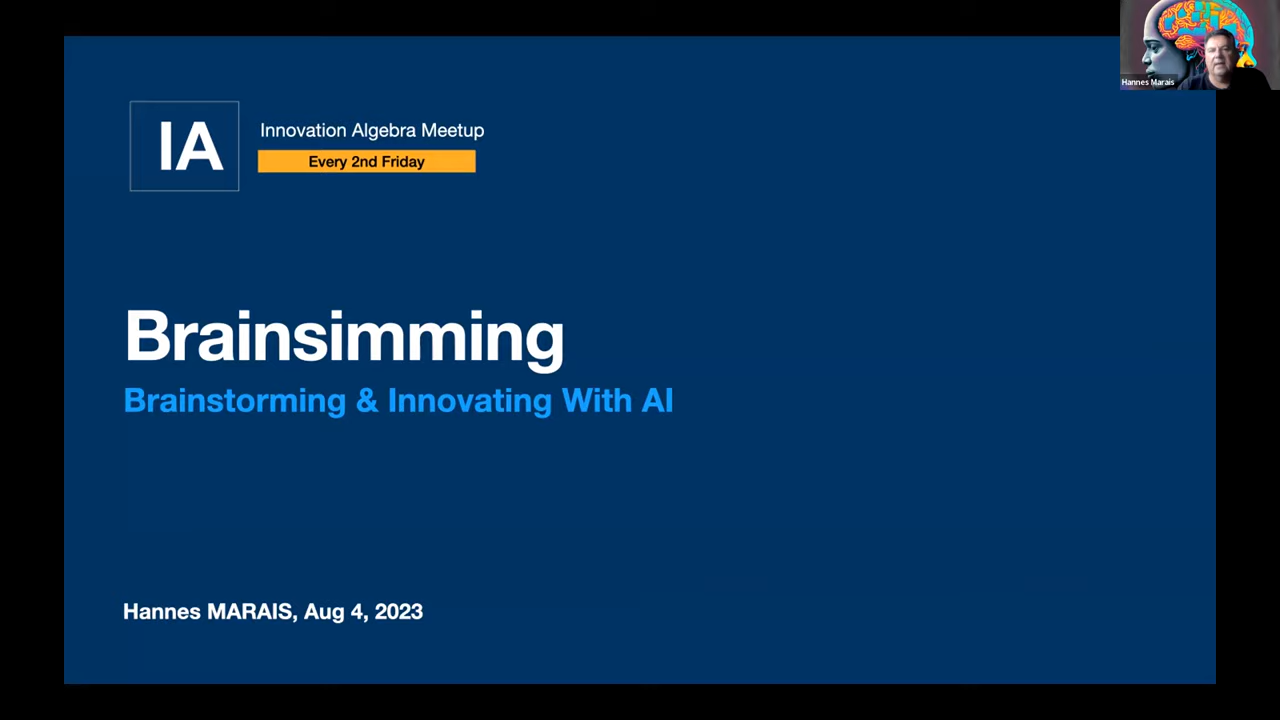 Hannes Marais
IA
Innovation Algebra Meetup
Every 2nd Friday
Brainsimming
Brainstorming & Innovating With AI
Hannes MARAIS, Aug 4, 2023